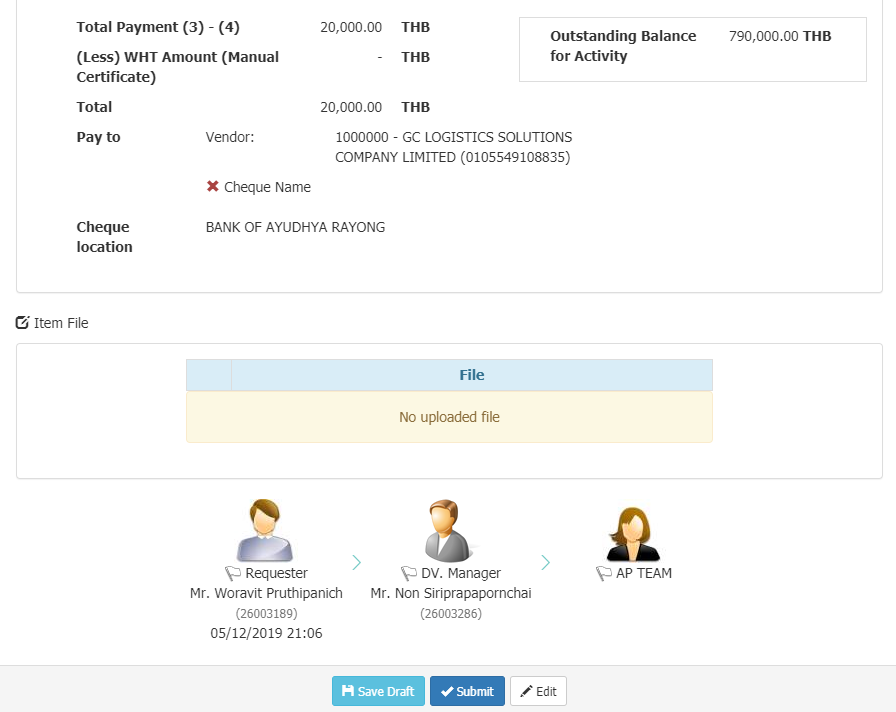 Total Payment (3) - (4) 20,000.00 THB
Outstanding Balance for Activity 790,000.00 THB
(Less) WHT Amount (Manual Certificate) - THB
Total 20,000.00 THB
Pay to Vendor: 1000000 - GC LOGISTICS SOLUTIONS
COMPANY LIMITED (0105549108835)
Cheque Name
Cheque location BANK OF AYUDHYA RAYONG
Item File
File
No uploaded file
Requester DV. Manager AP TEAM
Mr. Woravit Pruthipanich Mr. Non Siriprapapornchai
(26003189) (26003286)
05/12/2019 21:06
Save Draft Submit Edit